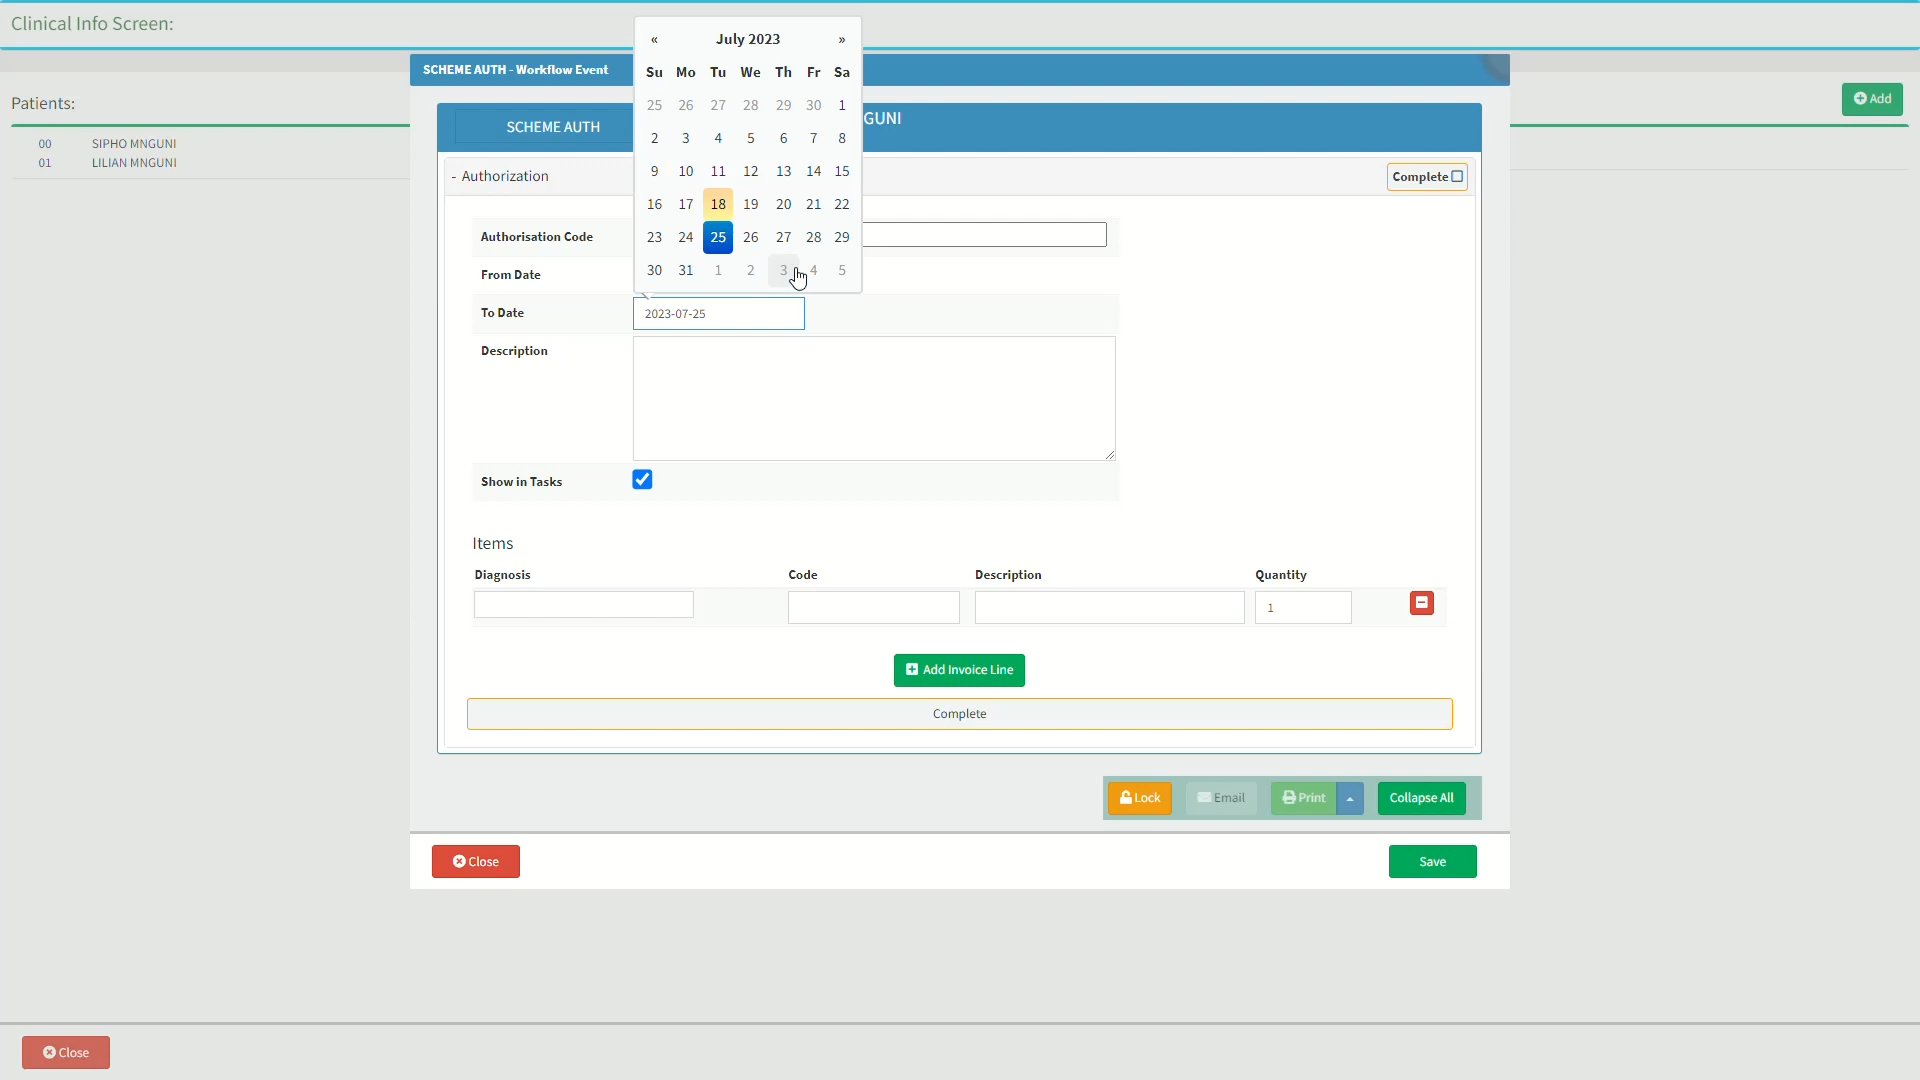 Clinical Info Screen:
SCHEME AUTH - Workflow Event
« July 2023 »
Su Mo Tu We Th Fr Sa
25 26 27 28 29 30 1
2 3 4 5 6 7 8
9 10 11 12 13 14 15
16 17 18 19 20 21 22
23 24 25 26 27 28 29
30 31 1 2 3 4 5
Patients:
Add
00 SIPHO MNGUNI
01 LILIAN MNGUNI
SCHEME AUTH
GUNI
- Authorization
Complete
Authorisation Code
From Date
To Date
2023-07-25
Description
Show in Tasks
Items
Diagnosis Code Description Quantity
1
Add Invoice Line
Complete
Lock Email Print Collapse All
Close
Save
Close